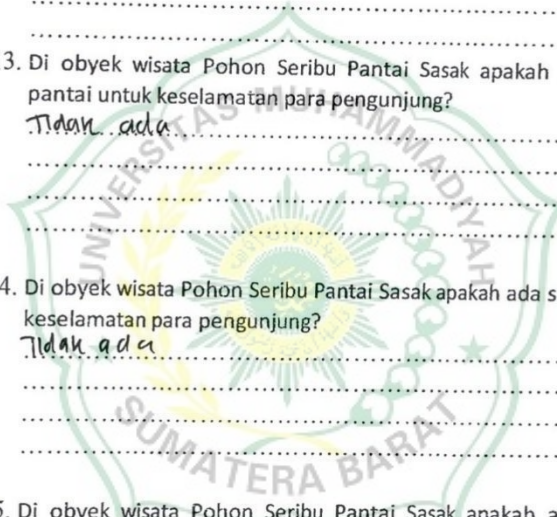 3. Di obyek wisata Pohon Seribu Pantai Sasak apakah
pantai untuk keselamatan para pengunjung?
Tidak ada
4. Di obyek wisata Pohon Seribu Pantai Sasak apakah ada s
keselamatan para pengunjung?
Tidak ada
5. Di obyek wisata Pohon Seribu Pantai Sasak apakah a
UNIVERSITAS MUHAMMADIYAH
SUMATERA BARAT